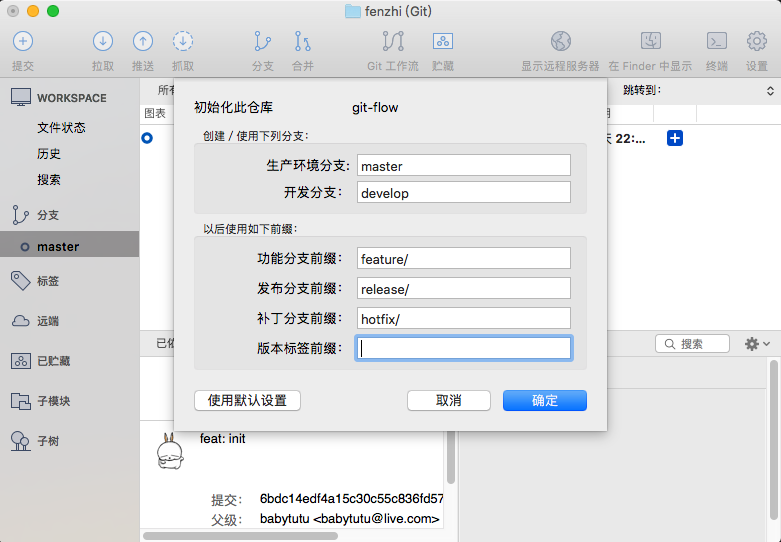 fenzhi (Git)
提交 拉取 推送 抓取 分支 合并 Git 工作流 贮藏 显示远程服务器 在 Finder 中显示 终端 设置
WORKSPACE
文件状态
历史
搜索
分支
master
标签
远端
已贮藏
子模块
子树
所有
跳转到：
图表
22:...
初始化此仓库 git-flow
创建 / 使用下列分支：
生产环境分支： master
开发分支： develop
以后使用如下前缀：
功能分支前缀： feature/
发布分支前缀： release/
补丁分支前缀： hotfix/
版本标签前缀：
使用默认设置 取消 确定
搜索
feat: init
提交： 6bdc14edf4a15c30c55c836fd57
父级： babytutu <babytutu@live.com>